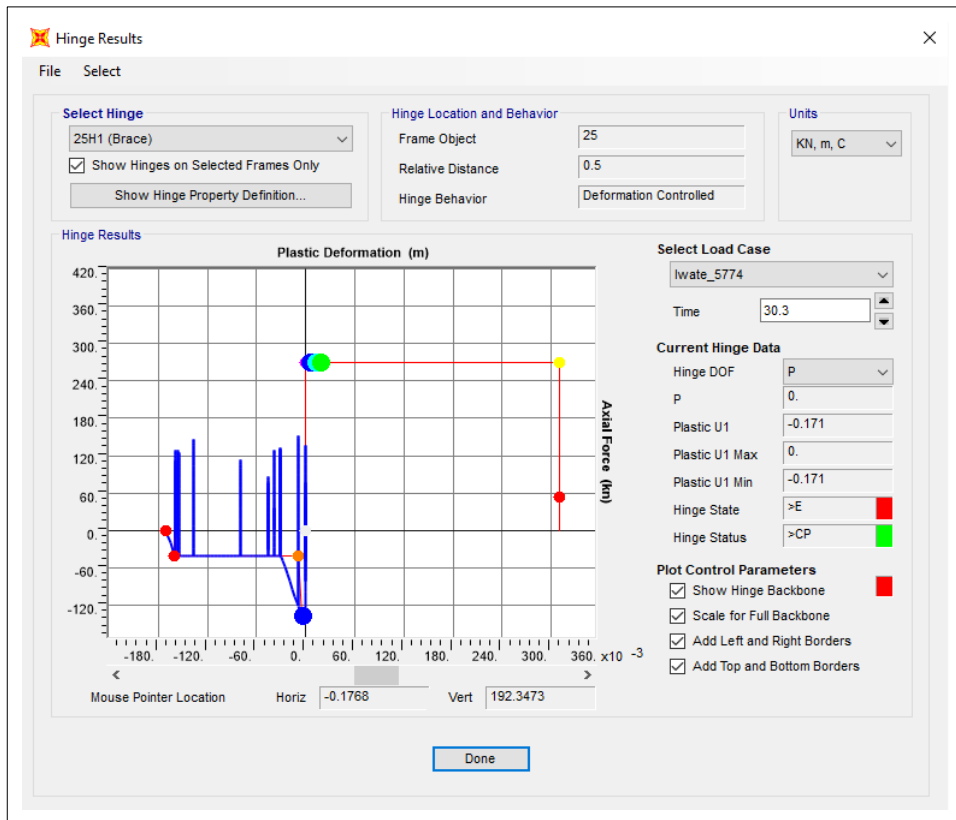 Hinge Results
File Select
Select Hinge
25H1 (Brace)
Show Hinges on Selected Frames Only
Show Hinge Property Definition...
Hinge Location and Behavior
Frame Object 25
Relative Distance 0.5
Hinge Behavior Deformation Controlled
Units
KN, m, C
Hinge Results
Plastic Deformation (m)
420.
360.
300.
240.
180.
120.
60.
0.
-60.
-120.
Axial Force (kn)
-180. -120. -60. 0. 60. 120. 180. 240. 300. 360. x10 -3
Mouse Pointer Location Horiz -0.1768 Vert 192.3473
Select Load Case
Iwate_5774
Time 30.3
Current Hinge Data
Hinge DOF P
P 0.
Plastic U1 -0.171
Plastic U1 Max 0.
Plastic U1 Min -0.171
Hinge State >E
Hinge Status >CP
Plot Control Parameters
Show Hinge Backbone
Scale for Full Backbone
Add Left and Right Borders
Add Top and Bottom Borders
Done